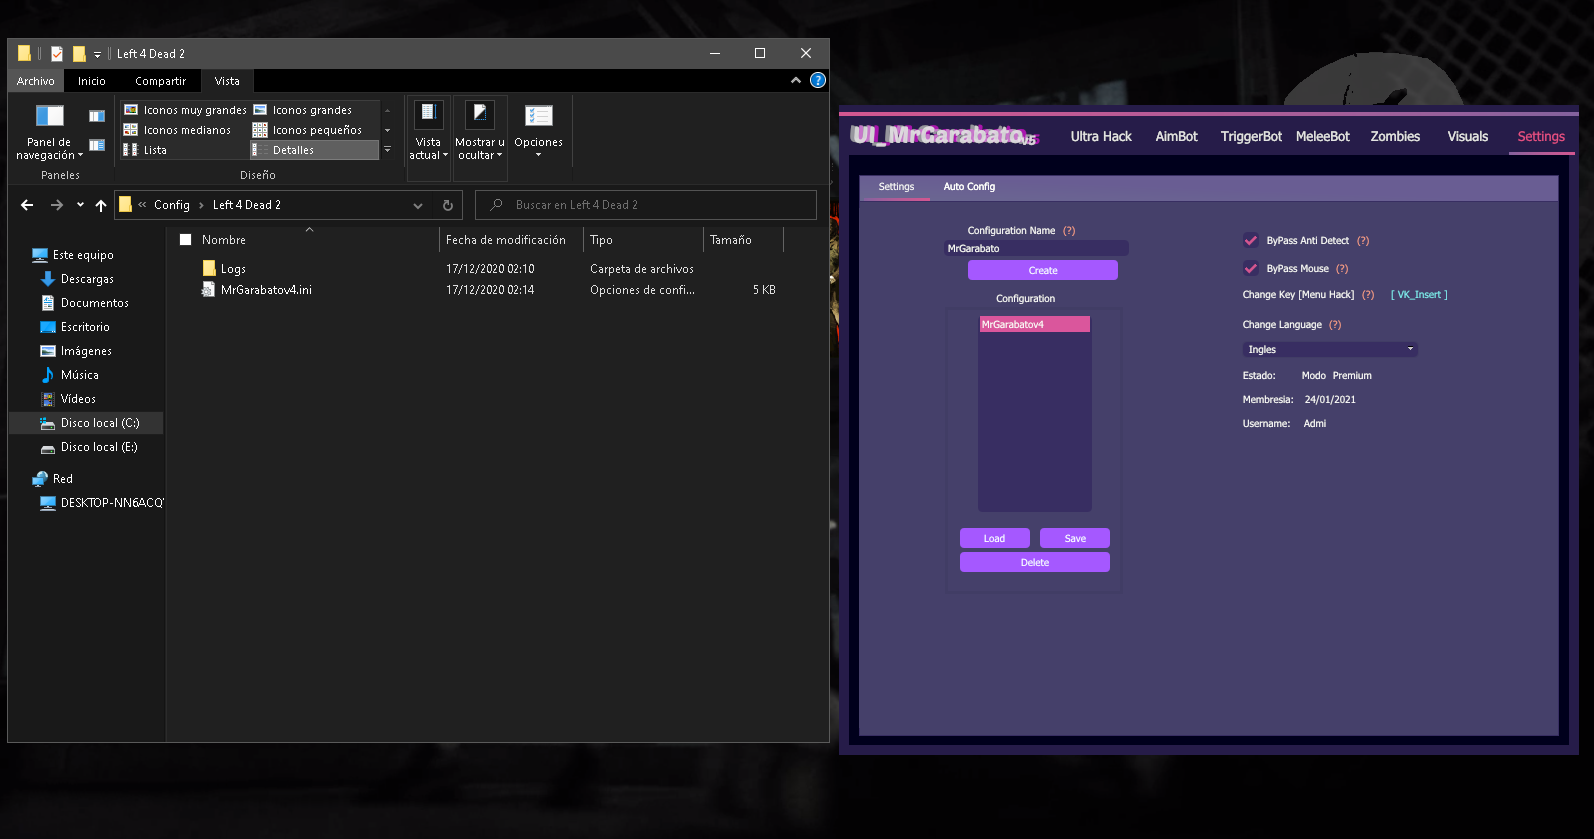 Left 4 Dead 2
Archivo Inicio Compartir Vista
Panel de navegación
Iconos muy grandes Iconos grandes
Iconos medianos Iconos pequeños
Lista Detalles
Vista actual
Mostrar u ocultar
Opciones
Paneles Diseño
Config > Left 4 Dead 2
Buscar en Left 4 Dead 2
Nombre Fecha de modificación Tipo Tamaño
Logs 17/12/2020 02:10 Carpeta de archivos
MrGarabatov4.ini 17/12/2020 02:14 Opciones de confi... 5 KB
Este equipo
Descargas
Documentos
Escritorio
Imágenes
Música
Vídeos
Disco local (C:)
Disco local (E:)
Red
DESKTOP-NN6ACQ
UI_MrGarabato v5
Ultra Hack AimBot TriggerBot MeleeBot Zombies Visuals Settings
Settings Auto Config
Configuration Name (?)
MrGarabato
Create
Configuration
MrGarabatov4
Load Save
Delete
ByPass Anti Detect (?)
ByPass Mouse (?)
Change Key [Menu Hack] (?) [ VK_Insert ]
Change Language (?)
Ingles
Estado: Modo Premium
Membresia: 24/01/2021
Username: Admi